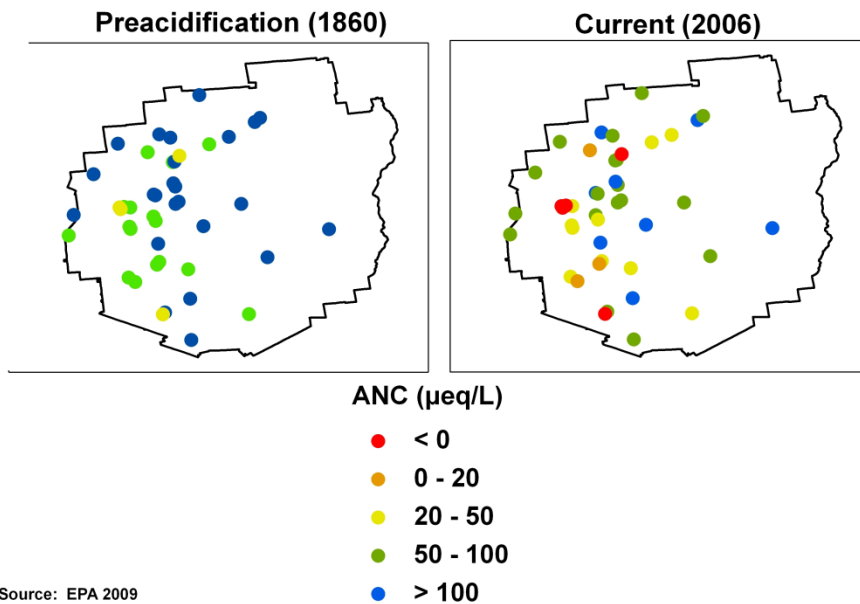 Preacidification (1860)
Current (2006)
ANC (µeq/L)
< 0
0 - 20
20 - 50
50 - 100
> 100
Source: EPA 2009